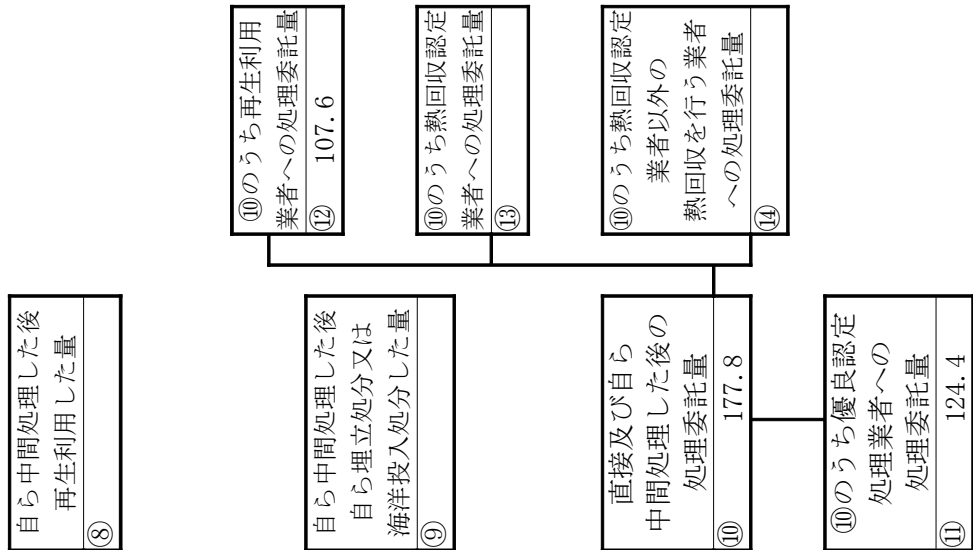 自ら中間処理した後
再生利用した量
⑧
自ら中間処理した後
自ら埋立処分又は
海洋投入処分した量
⑨
直接及び自ら
中間処理した後の
処理委託量
⑩ 177.8
⑩のうち優良認定
処理業者への
処理委託量
⑪ 124.4
⑩のうち再生利用
業者への処理委託量
⑫ 107.6
⑩のうち熱回収認定
業者への処理委託量
⑬
⑩のうち熱回収認定
業者以外の
熱回収を行う業者
への処理委託量
⑭